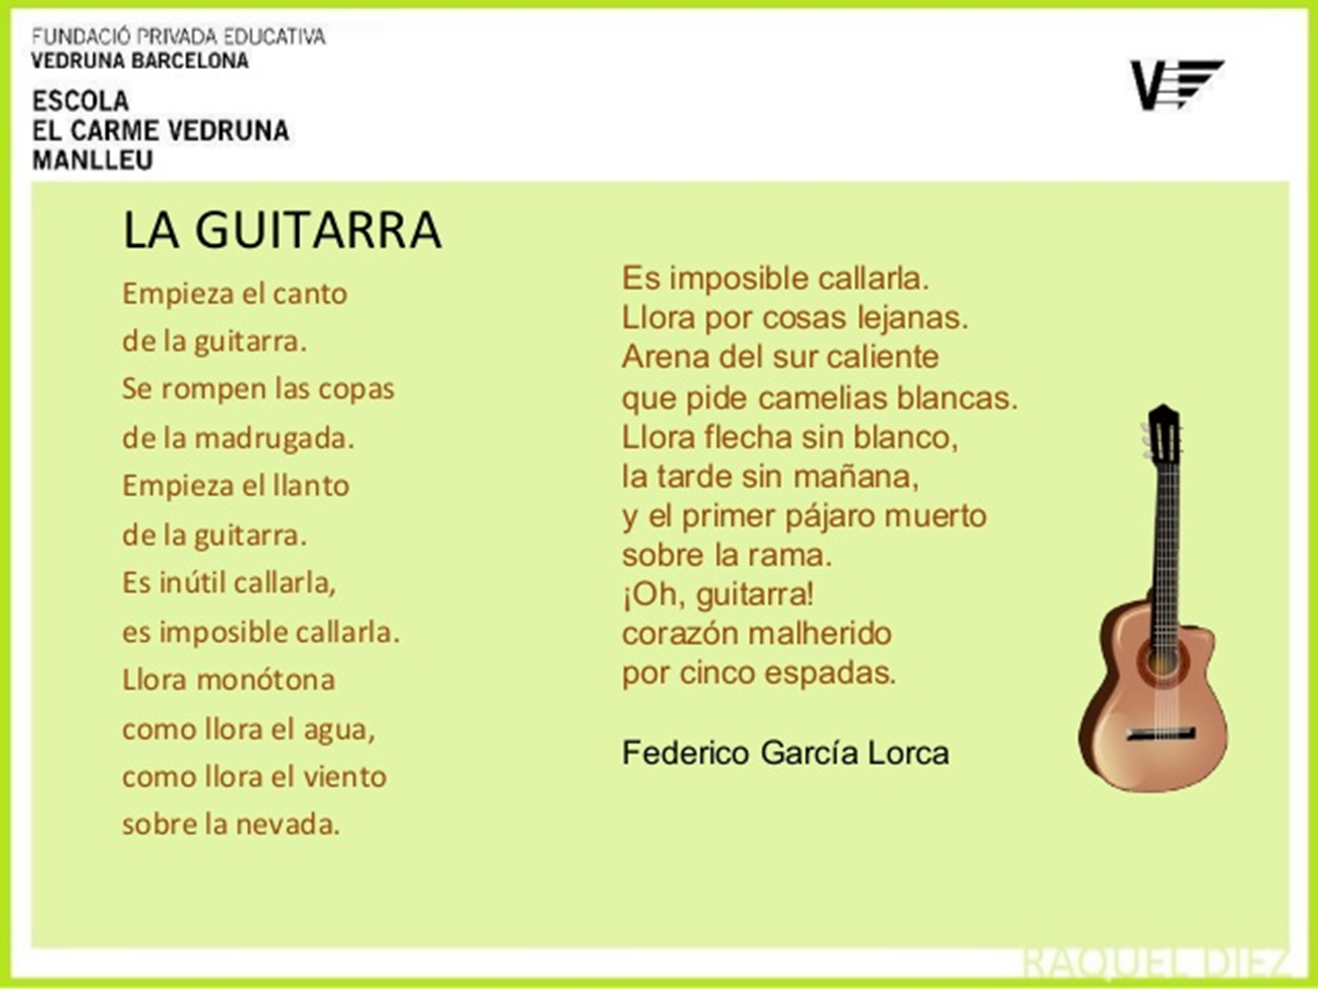 FUNDACIÓ PRIVADA EDUCATIVA
VEDRUNA BARCELONA
ESCOLA
EL CARME VEDRUNA
MANLLEU
V
LA GUITARRA
Empieza el canto
de la guitarra.
Se rompen las copas
de la madrugada.
Empieza el llanto
de la guitarra.
Es inútil callarla,
es imposible callarla.
Llora monótona
como llora el agua,
como llora el viento
sobre la nevada.
Es imposible callarla.
Llora por cosas lejanas.
Arena del sur caliente
que pide camelias blancas.
Llora flecha sin blanco,
la tarde sin mañana,
y el primer pájaro muerto
sobre la rama.
¡Oh, guitarra!
corazón malherido
por cinco espadas.
Federico García Lorca
RAQUEL DIEZ